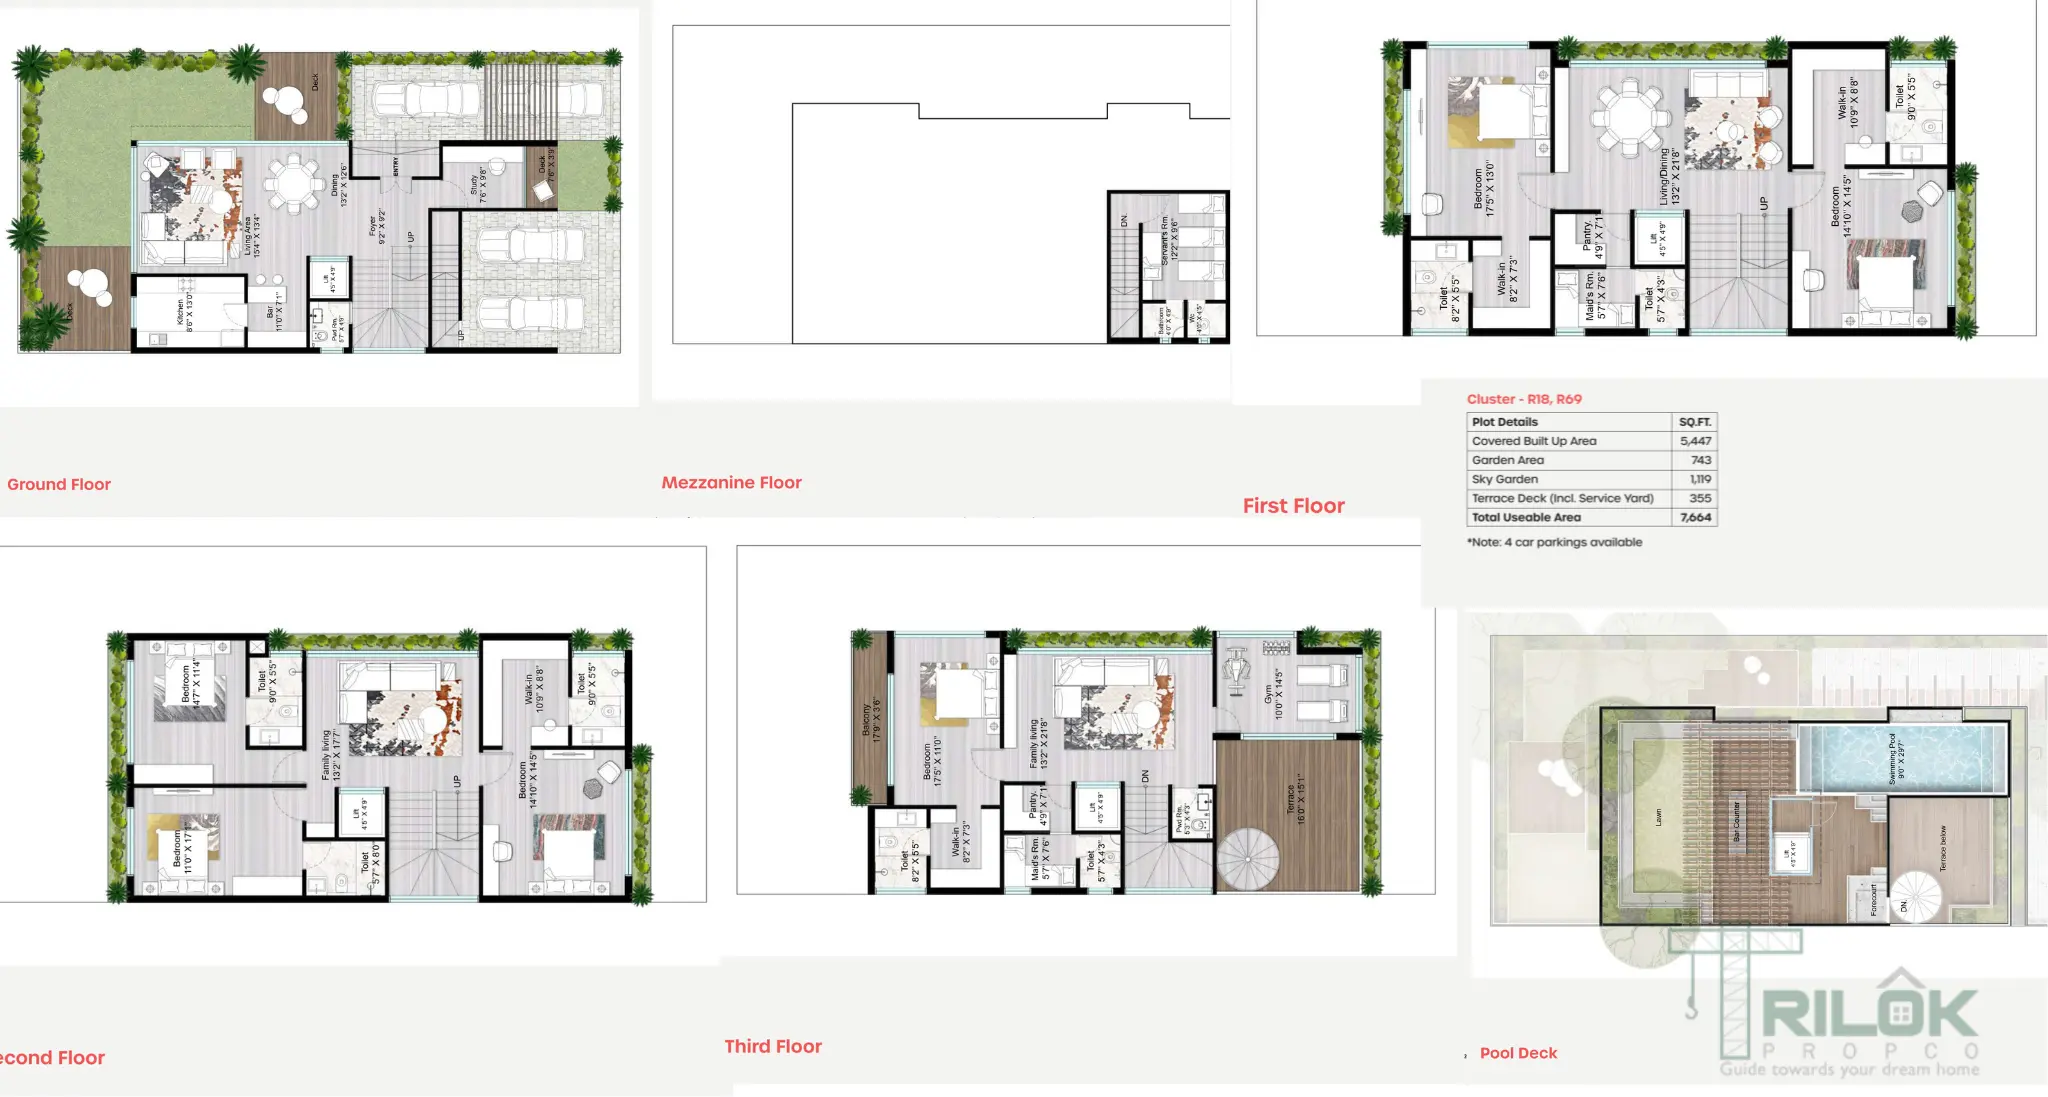 Deck
ENTRY
Study
7'6" X 9'8"
Deck
7'6" X 3'9"
Dining
13'2" X 12'6"
Living Area
15'4" X 13'4"
Foyer
9'2" X 9'2"
UP
Lift
4'5" X 4'9"
Deck
Kitchen
8'6" X 13'0"
Bar
11'0" X 7'1"
Pwd Rm.
5'7" X 4'9"
UP
Ground Floor
DN.
Servant's Rm.
12'2" X 9'6"
Bathroom
4'0" X 4'9"
Wc
4'0" X 4'5"
Mezzanine Floor
Bedroom
17'5" X 13'0"
Living/Dining
13'2" X 21'8"
Walk-in
10'9" X 8'8"
Toilet
9'0" X 5'5"
Bedroom
14'10" X 14'5"
UP
Pantry
4'9" X 7'1"
Lift
4'5" X 4'9"
Toilet
8'2" X 5'5"
Walk-in
8'2" X 7'3"
Maid's Rm.
5'7" X 7'6"
Toilet
5'7" X 4'3"
First Floor
Cluster - R18, R69
Plot Details SQ.FT.
Covered Built Up Area 5,447
Garden Area 743
Sky Garden 1,119
Terrace Deck (Incl. Service Yard) 355
Total Useable Area 7,664
*Note: 4 car parkings available
Bedroom
14'7" X 11'4"
Toilet
9'0" X 5'5"
Family living
13'2" X 17'7"
Walk-in
10'9" X 8'8"
Toilet
9'0" X 5'5"
Bedroom
14'10" X 14'5"
UP
Lift
4'5" X 4'9"
Bedroom
11'0" X 17'1"
Toilet
5'7" X 8'0"
econd Floor
Balcony
17'9" X 3'6"
Bedroom
17'5" X 11'0"
Family living
13'2" X 21'8"
Gym
10'0" X 14'5"
DN
Pantry
4'9" X 7'1"
Lift
4'5" X 4'9"
Pwd Rm.
5'3" X 4'3"
Terrace
16'0" X 15'1"
Toilet
8'2" X 5'5"
Walk-in
8'2" X 7'3"
Maid's Rm.
5'7" X 7'6"
Toilet
5'7" X 4'3"
Third Floor
Swimming Pool
9'0" X 29'7"
Lawn
Bar Counter
Lift
4'5" X 4'9"
Terrace below
Forecourt
DN.
Pool Deck
TRILOK
PROPCO
Guide towards your dream home